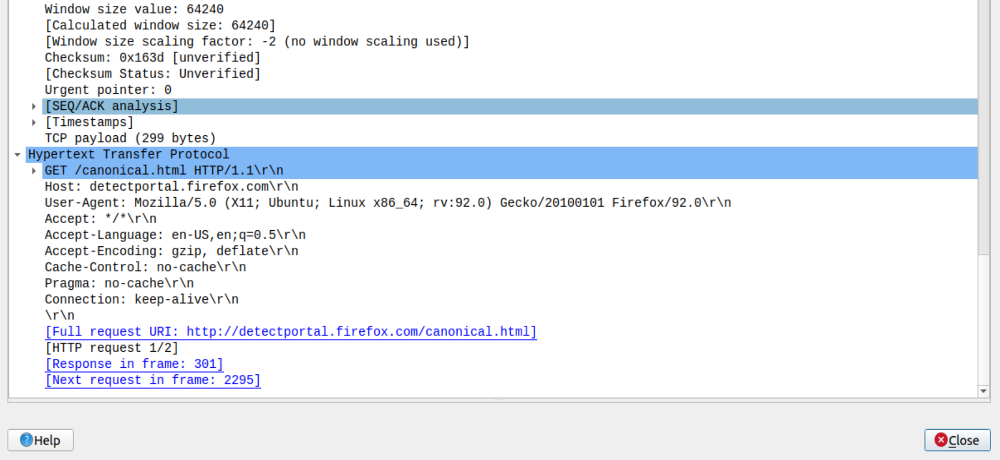 Window size value: 64240
[Calculated window size: 64240]
[Window size scaling factor: -2 (no window scaling used)]
Checksum: 0x163d [unverified]
[Checksum Status: Unverified]
Urgent pointer: 0
[SEQ/ACK analysis]
[Timestamps]
TCP payload (299 bytes)
Hypertext Transfer Protocol
GET /canonical.html HTTP/1.1\r\n
Host: detectportal.firefox.com\r\n
User-Agent: Mozilla/5.0 (X11; Ubuntu; Linux x86_64; rv:92.0) Gecko/20100101 Firefox/92.0\r\n
Accept: */*\r\n
Accept-Language: en-US,en;q=0.5\r\n
Accept-Encoding: gzip, deflate\r\n
Cache-Control: no-cache\r\n
Pragma: no-cache\r\n
Connection: keep-alive\r\n
\r\n
[Full request URI: http://detectportal.firefox.com/canonical.html]
[HTTP request 1/2]
[Response in frame: 301]
[Next request in frame: 2295]
Help
Close